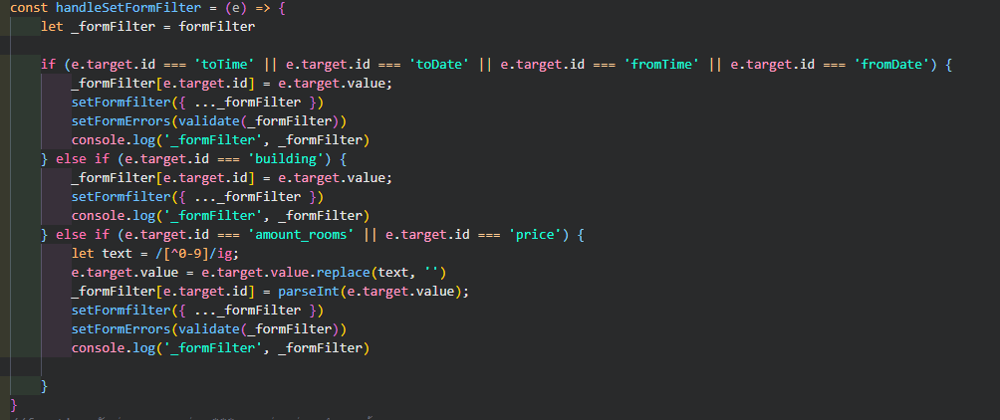 const handleSetFormFilter = (e) => {
let _formFilter = formFilter
if (e.target.id === 'toTime' || e.target.id === 'toDate' || e.target.id === 'fromTime' || e.target.id === 'fromDate') {
_formFilter[e.target.id] = e.target.value;
setFormfilter({ ..._formFilter })
setFormErrors(validate(_formFilter))
console.log('_formFilter', _formFilter)
} else if (e.target.id === 'building') {
_formFilter[e.target.id] = e.target.value;
setFormfilter({ ..._formFilter })
console.log('_formFilter', _formFilter)
} else if (e.target.id === 'amount_rooms' || e.target.id === 'price') {
let text = /[^0-9]/ig;
e.target.value = e.target.value.replace(text, '')
_formFilter[e.target.id] = parseInt(e.target.value);
setFormfilter({ ..._formFilter })
setFormErrors(validate(_formFilter))
console.log('_formFilter', _formFilter)
}
}